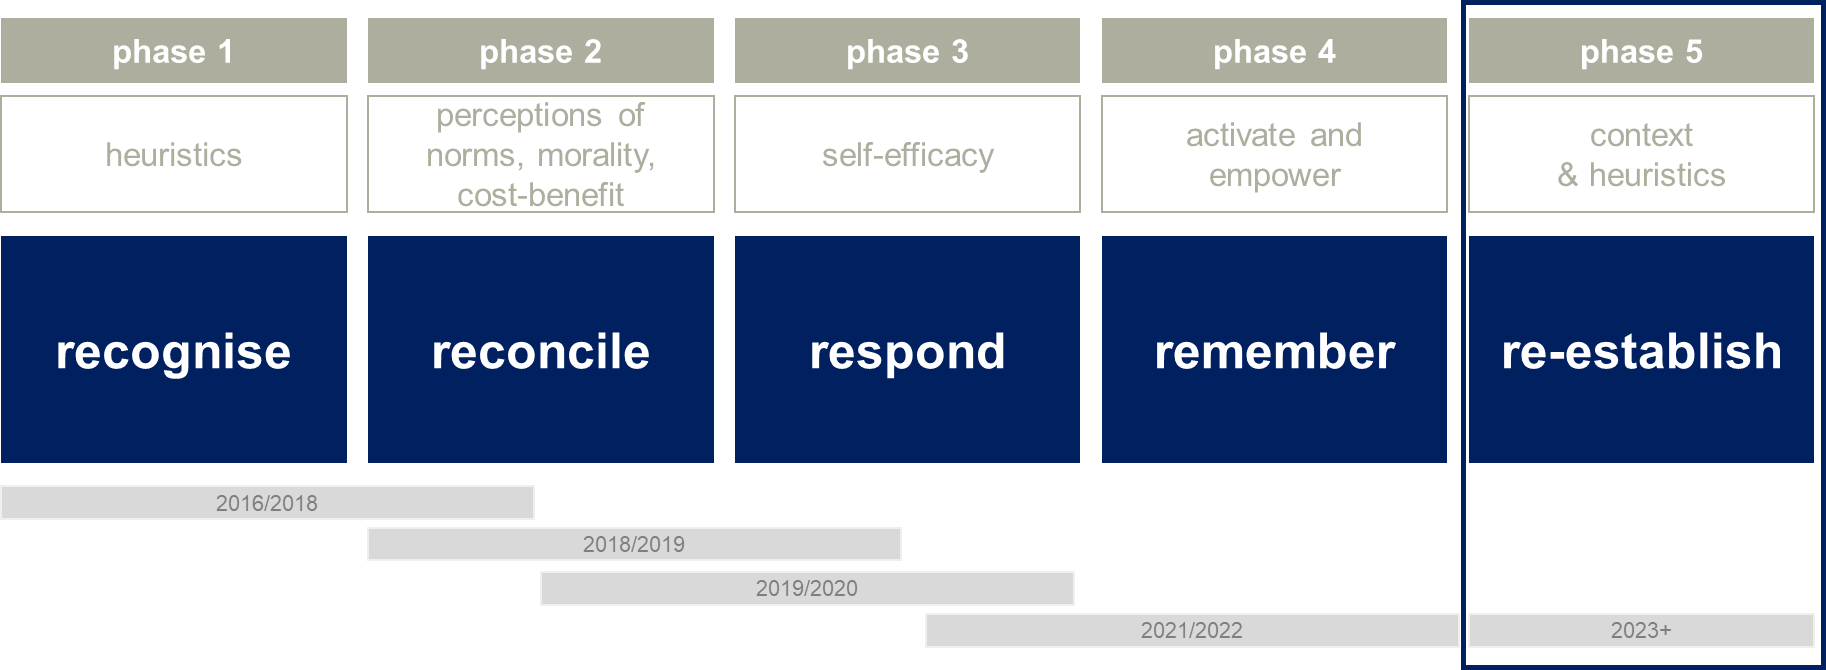 phase 1
phase 2
phase 3
phase 4
phase 5
heuristics
perceptions of
norms, morality,
cost-benefit
self-efficacy
activate and
empower
context
& heuristics
recognise
reconcile
respond
remember
re-establish
2016/2018
2018/2019
2019/2020
2021/2022
2023+